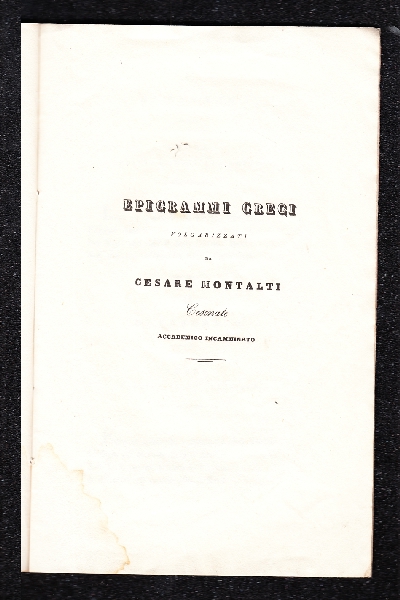 EPIGRAMMI GRECI
VOLGARIZZATI
DA
CESARE MONTALTI
Cesenate
ACCADEMICO INCAMMINATO